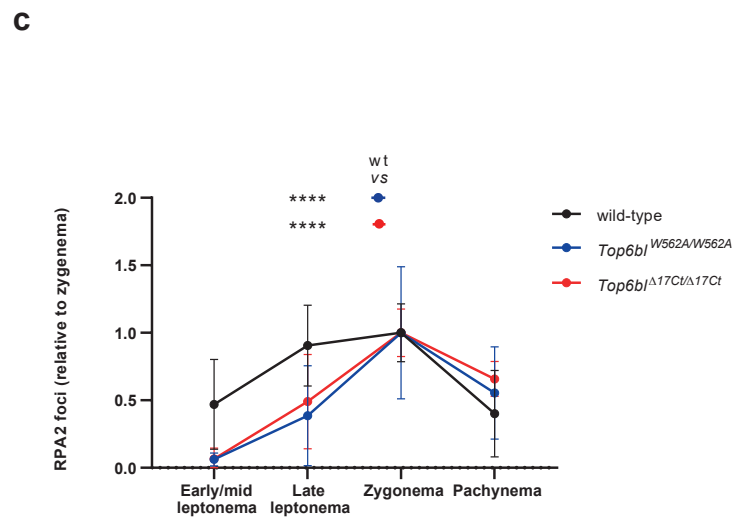 c
wt
vs
****
****
wild-type
Top6bl W562A/W562A
Top6bl Δ17Ct/Δ17Ct
RPA2 foci (relative to zygenema)
2.0
1.5
1.0
0.5
0.0
Early/mid leptonema
Late leptonema
Zygonema
Pachynema